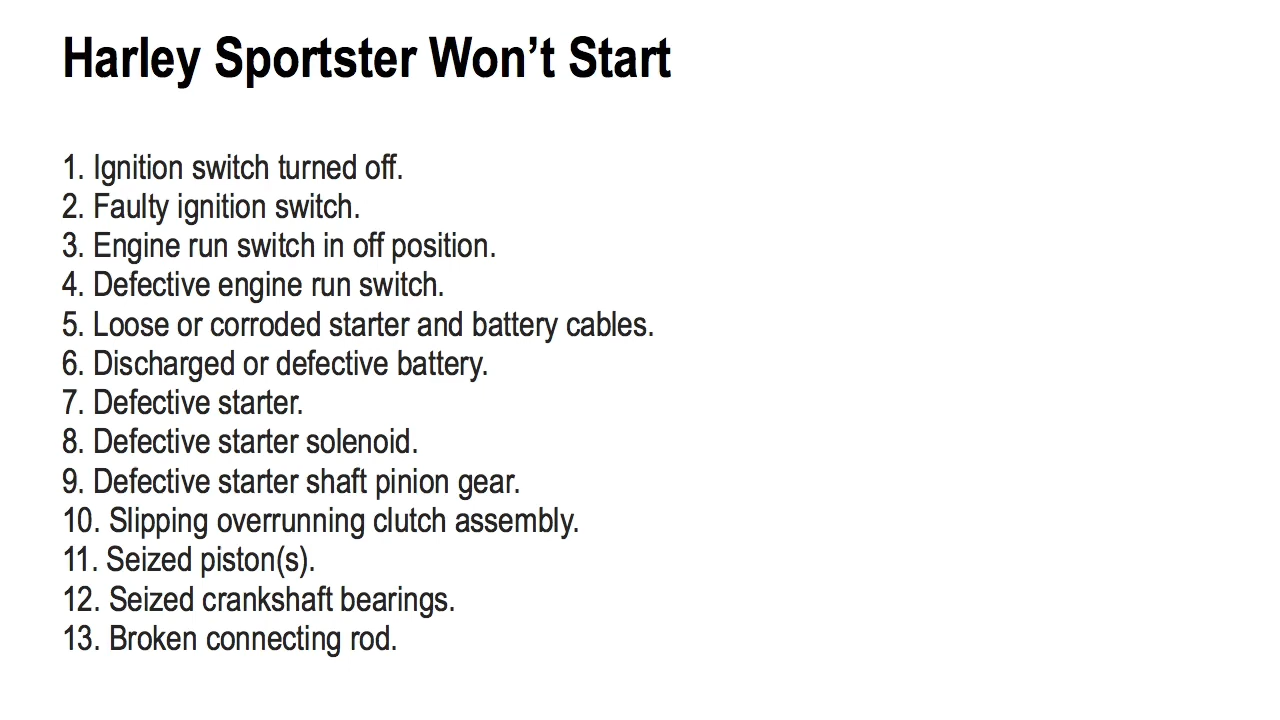 Harley Sportster Won’t Start
1. Ignition switch turned off.
2. Faulty ignition switch.
3. Engine run switch in off position.
4. Defective engine run switch.
5. Loose or corroded starter and battery cables.
6. Discharged or defective battery.
7. Defective starter.
8. Defective starter solenoid.
9. Defective starter shaft pinion gear.
10. Slipping overrunning clutch assembly.
11. Seized piston(s).
12. Seized crankshaft bearings.
13. Broken connecting rod.